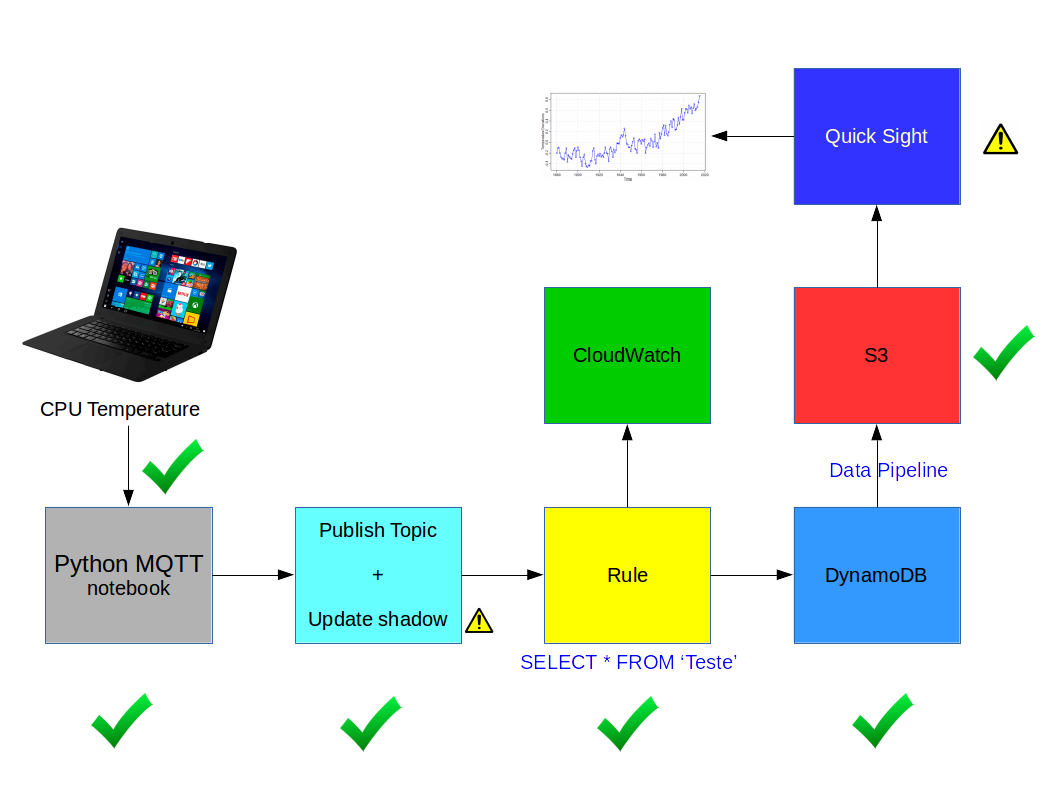 Quick Sight
Time
CloudWatch
S3
CPU Temperature
Data Pipeline
Python MQTT
notebook
Publish Topic
+
Update shadow
Rule
DynamoDB
SELECT * FROM ‘Teste’